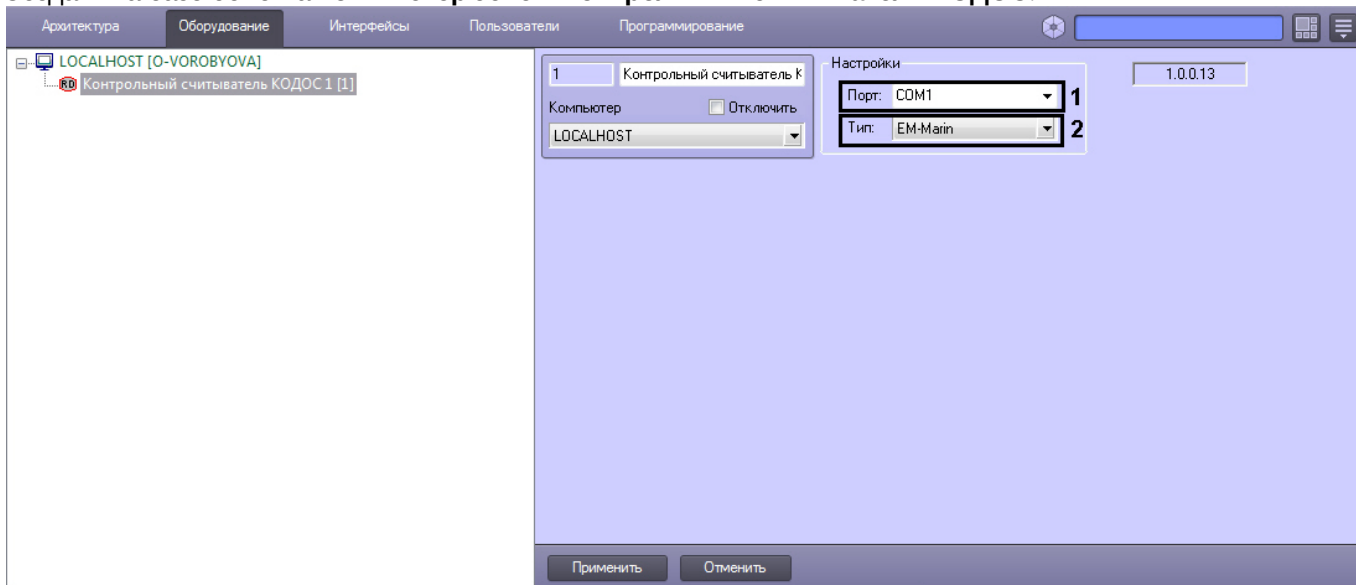 Архитектура Оборудование Интерфейсы Пользователи Программирование
LOCALHOST [O-VOROBYOVA]
RD Контрольный считыватель КОДОС 1 [1]
1 Контрольный считыватель К
Компьютер Отключить
LOCALHOST
Настройки
Порт: COM1 1
Тип: EM-Marin 2
1.0.0.13
Применить Отменить